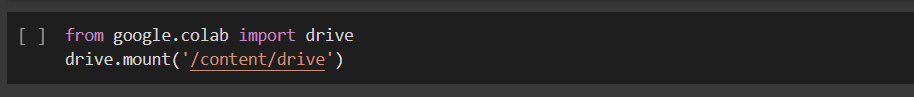 [ ] from google.colab import drive
drive.mount('/content/drive')